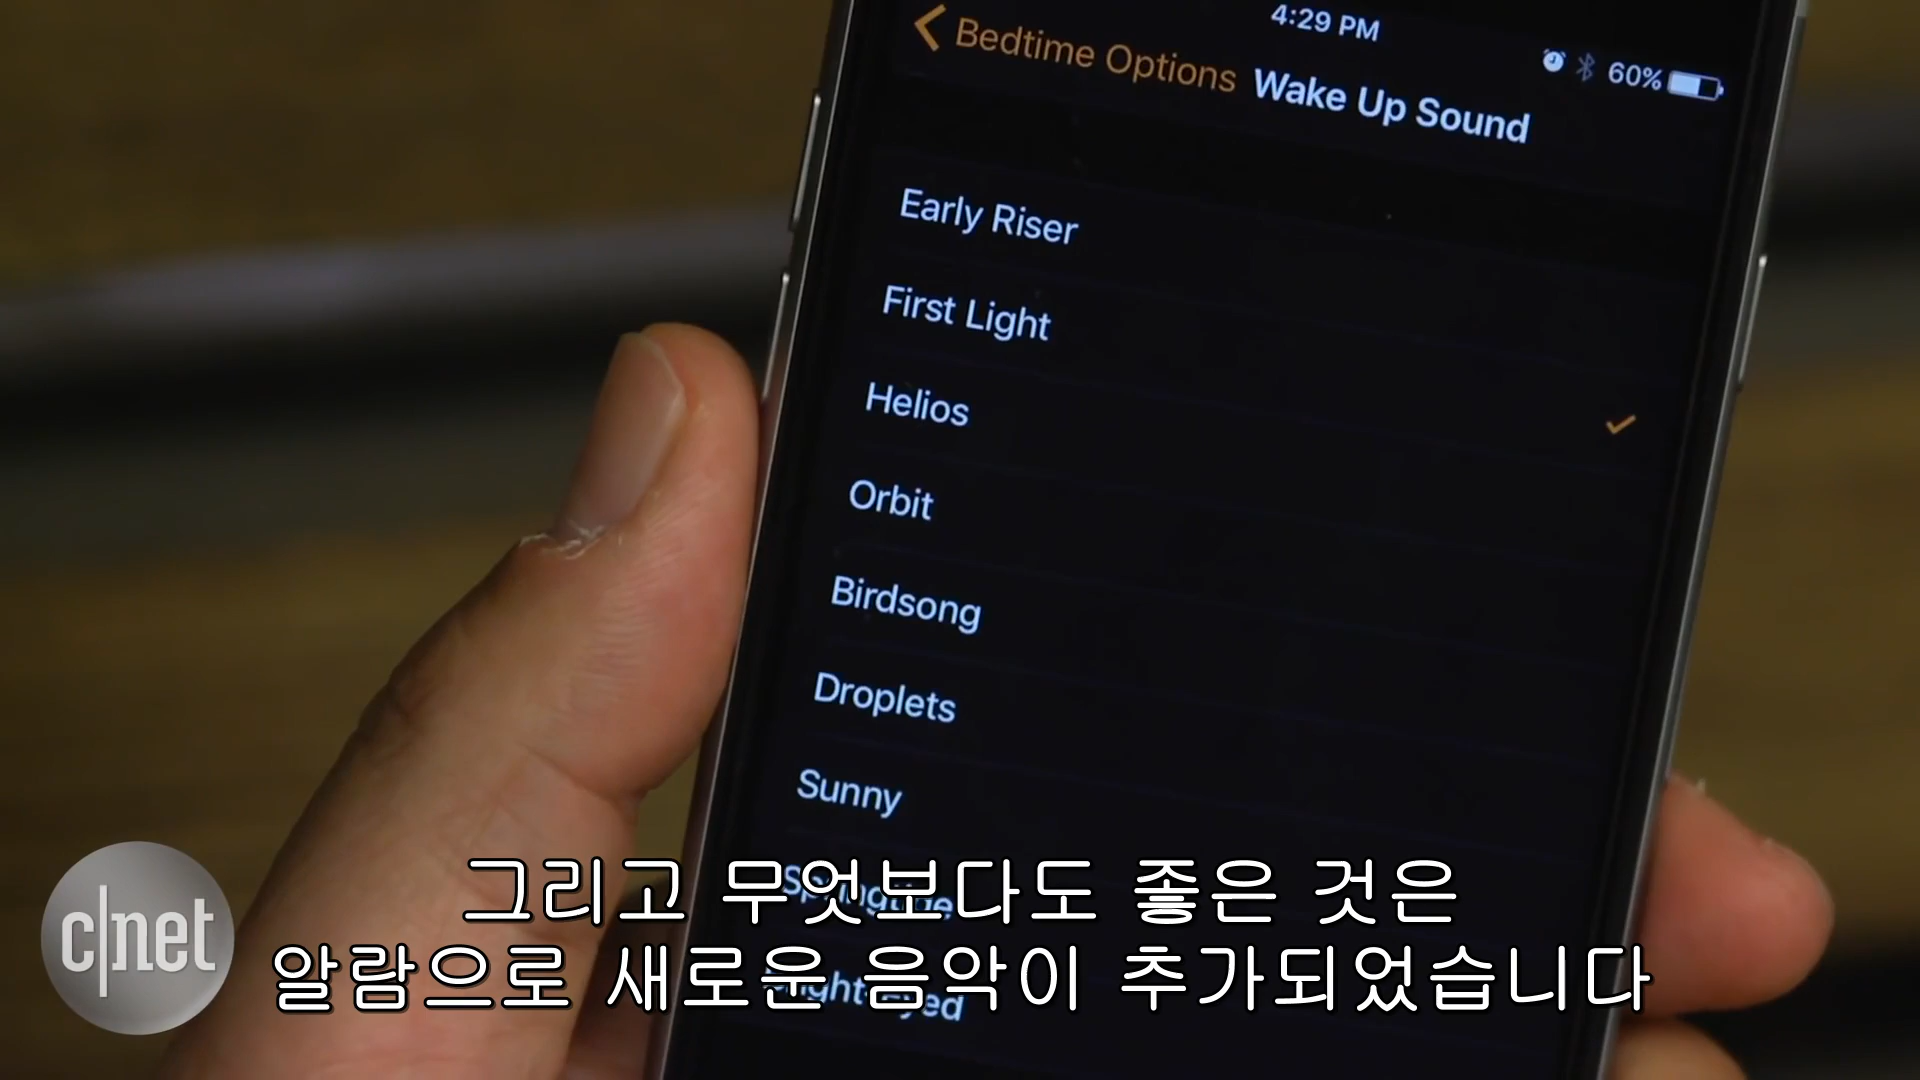 4:29 PM
60%
Bedtime Options
Wake Up Sound
Early Riser
First Light
Helios
Orbit
Birdsong
Droplets
Sunny
그리고 무엇보다도 좋은 것은
알람으로 새로운 음악이 추가되었습니다
c|net